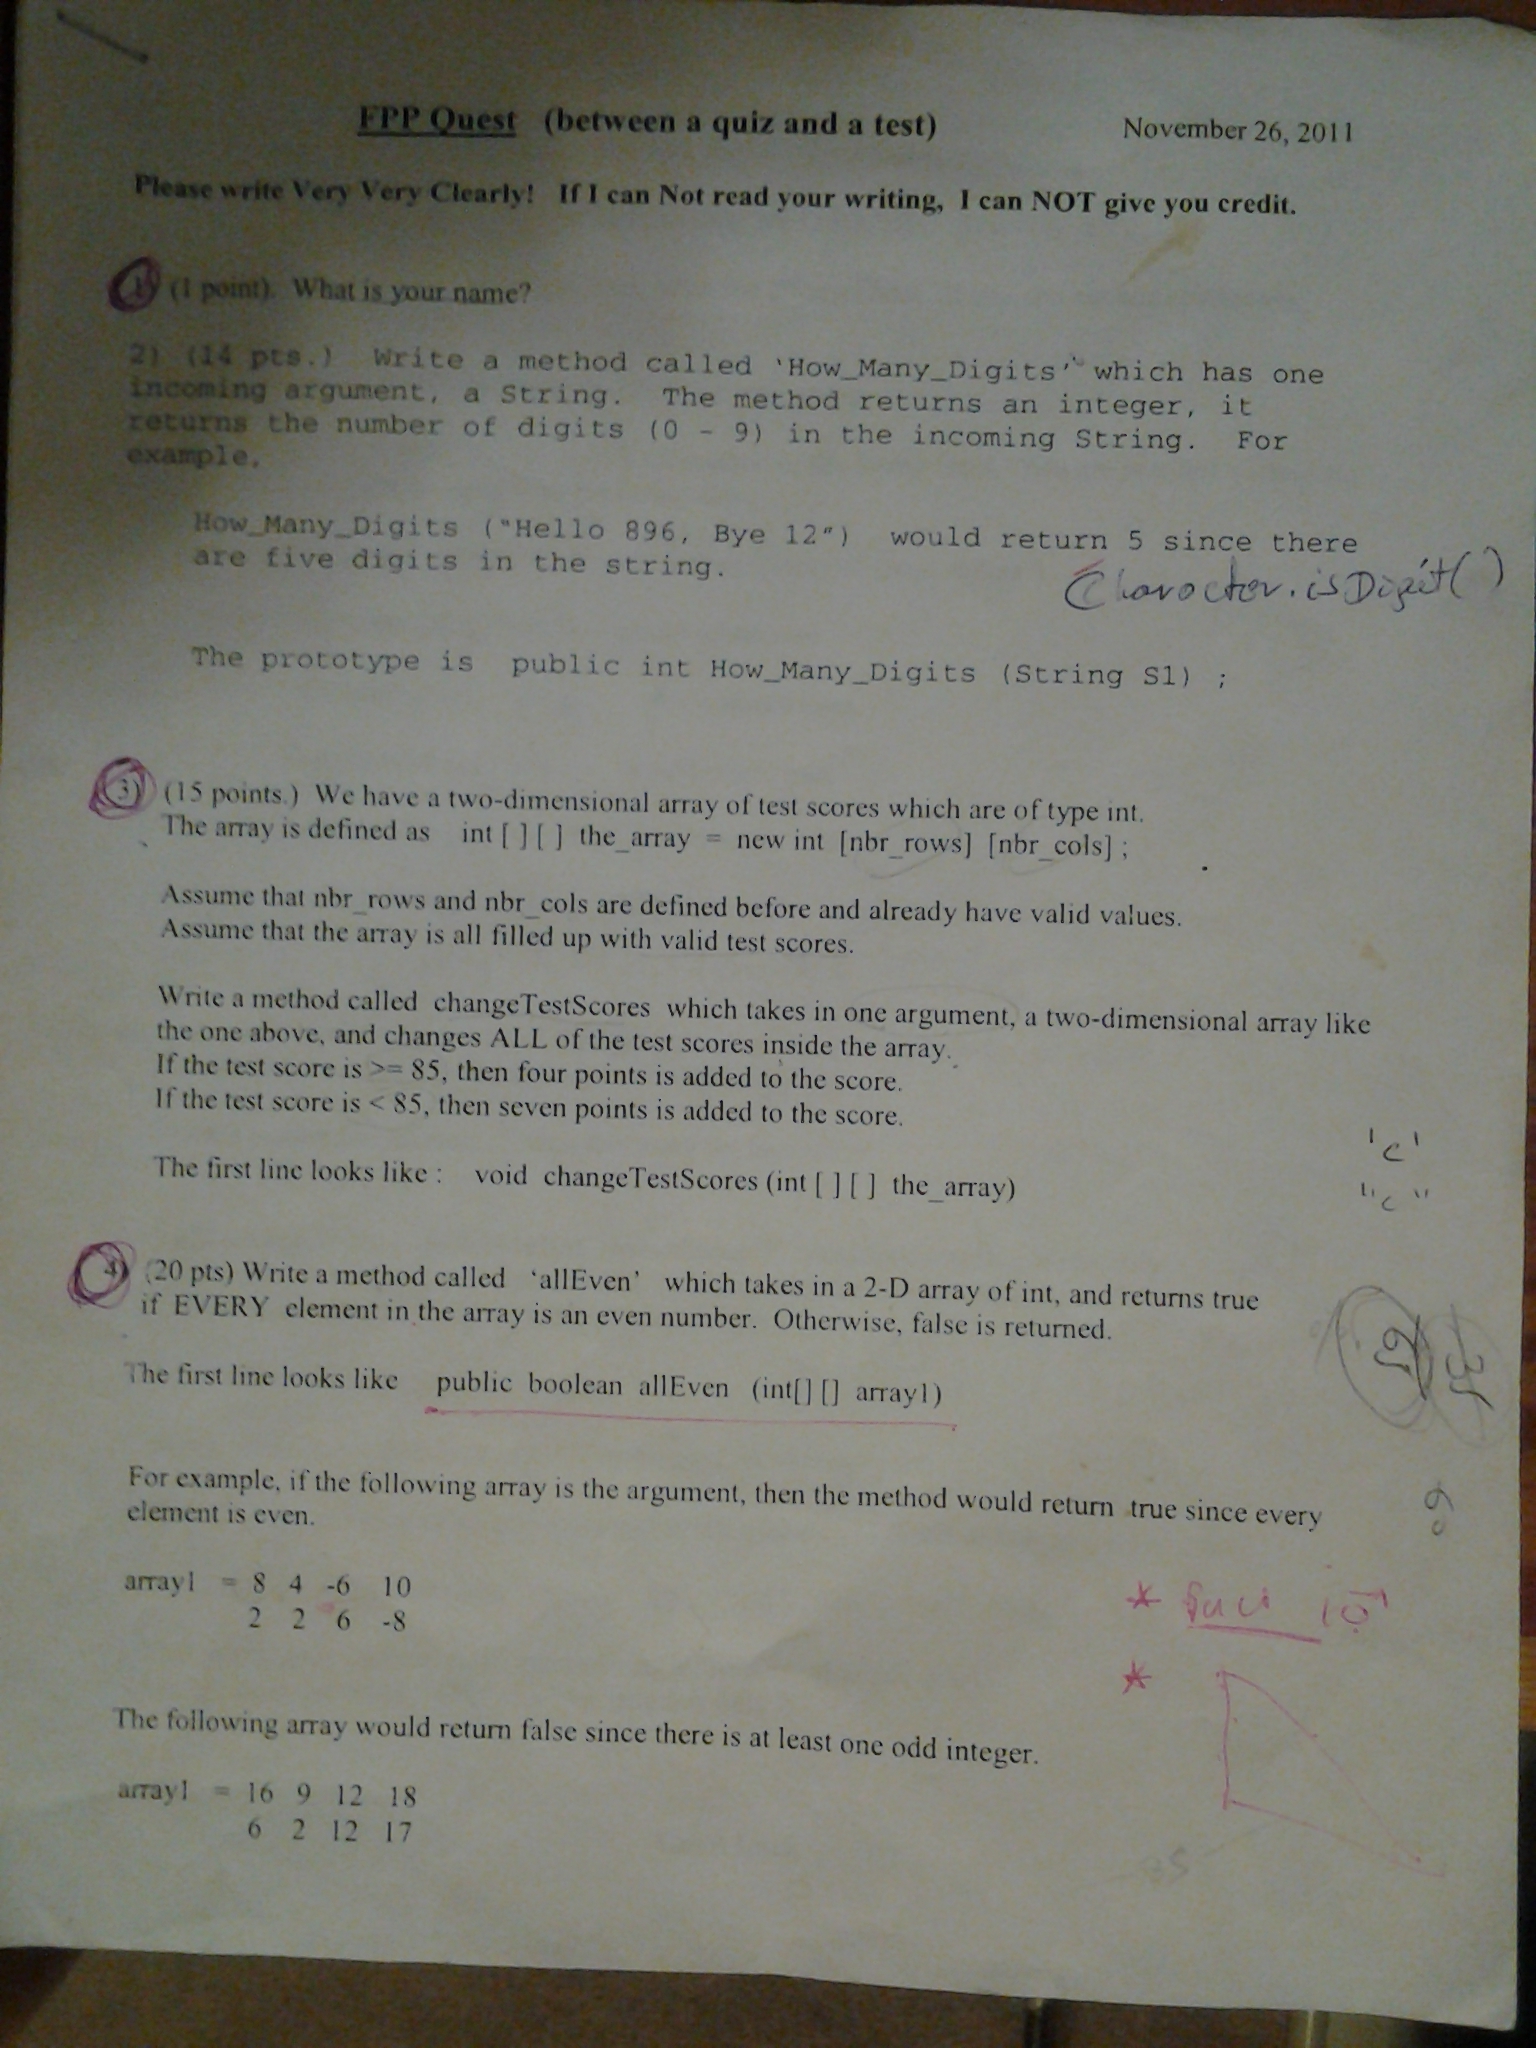 FPP Quest (between a quiz and a test) November 26, 2011
Please write Very Very Clearly! If I can Not read your writing, I can NOT give you credit.
1) (1 point). What is your name?
2) (14 pts.) Write a method called 'How_Many_Digits' which has one
incoming argument, a String. The method returns an integer, it
returns the number of digits (0 - 9) in the incoming String. For
example,
How_Many_Digits ("Hello 896, Bye 12") would return 5 since there
are five digits in the string.
Character.isDigit()
The prototype is public int How_Many_Digits (String S1) ;
3) (15 points.) We have a two-dimensional array of test scores which are of type int.
The array is defined as int [ ] [ ] the_array = new int [nbr_rows] [nbr_cols] ;
Assume that nbr_rows and nbr_cols are defined before and already have valid values.
Assume that the array is all filled up with valid test scores.
Write a method called changeTestScores which takes in one argument, a two-dimensional array like
the one above, and changes ALL of the test scores inside the array.
If the test score is >= 85, then four points is added to the score.
If the test score is < 85, then seven points is added to the score.
'c'
The first line looks like : void changeTestScores (int [ ] [ ] the_array)
"c"
4) (20 pts) Write a method called 'allEven' which takes in a 2-D array of int, and returns true
if EVERY element in the array is an even number. Otherwise, false is returned.
The first line looks like public boolean allEven (int[] [] array1)
For example, if the following array is the argument, then the method would return true since every
element is even.
array1 = 8 4 -6 10
2 2 6 -8
The following array would return false since there is at least one odd integer.
array1 = 16 9 12 18
6 2 12 17